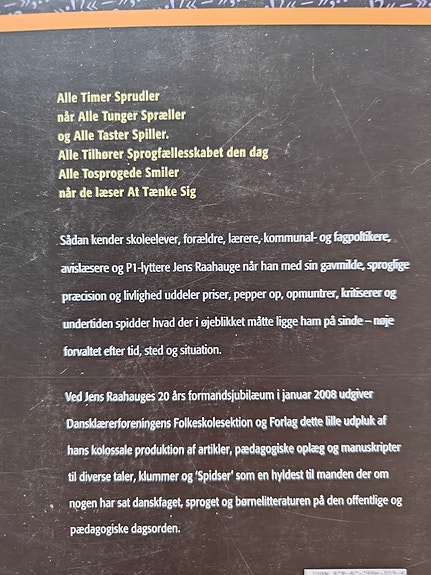 Alle Timer Sprudler
når Alle Tunger Spræller
og Alle Taster Spiller.
Alle Tilhører Sprogfællesskabet den dag
Alle Tosprogede Smiler
når de læser At Tænke Sig
Sådan kender skoleelever, forældre, lærere, kommunal- og fagpoltikere,
avislæsere og P1-lyttere Jens Raahauge når han med sin gavmilde, sproglige
præcision og livlighed uddeler priser, pepper op, opmuntrer, kritiserer og
undertiden spidder hvad der i øjeblikket måtte ligge ham på sinde – nøje
forvaltet efter tid, sted og situation.
Ved Jens Raahauges 20 års formandsjubilæum i januar 2008 udgiver
Dansklærerforeningens Folkeskolesektion og Forlag dette lille udpluk af
hans kolossale produktion af artikler, pædagogiske oplæg og manuskripter
til diverse taler, klummer og 'Spidser' som en hyldest til manden der om
nogen har sat danskfaget, sproget og børnelitteraturen på den offentlige og
pædagogiske dagsorden.